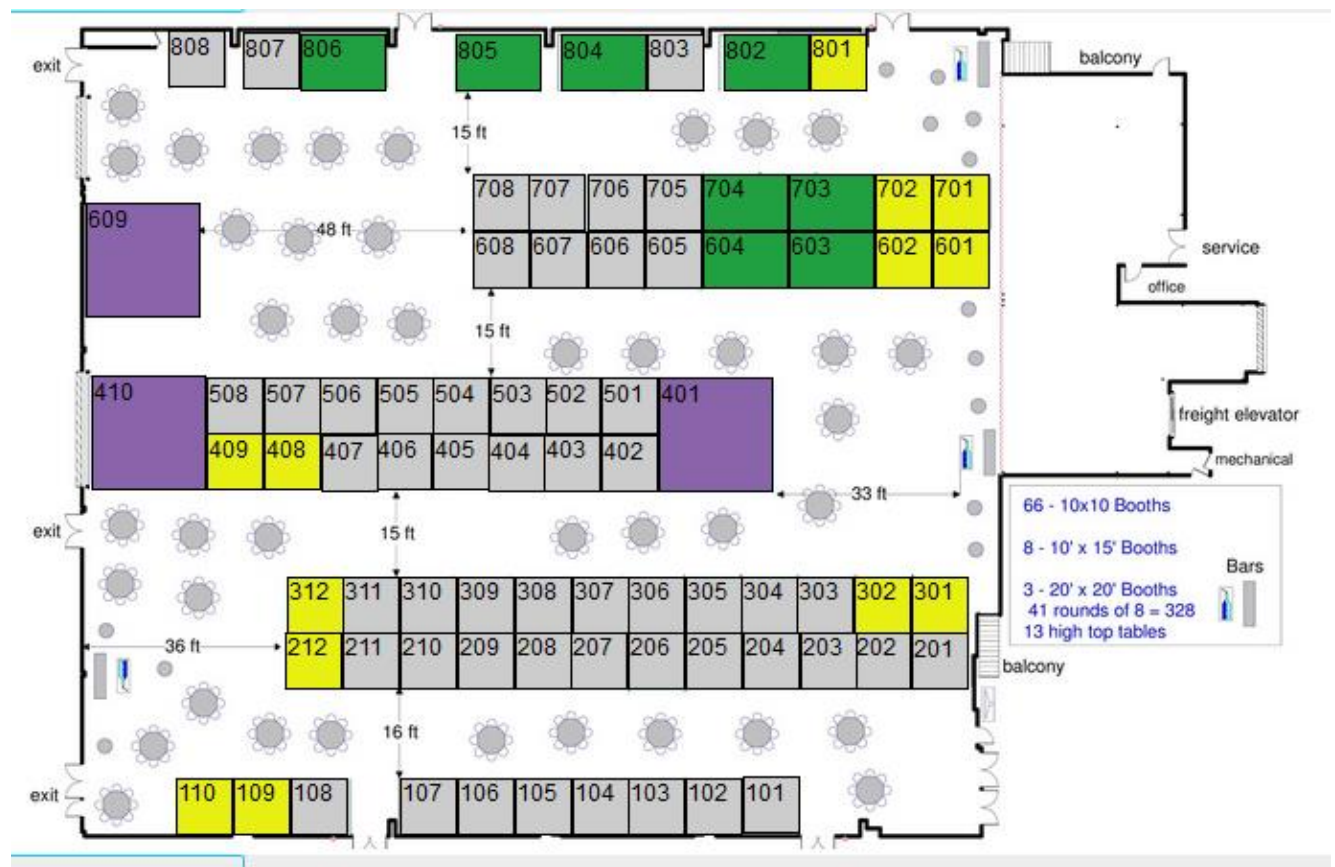 808 807 806 805 804 803 802 801
exit
balcony
15 ft
708 707 706 705 704 703 702 701
609
48 ft
608 607 606 605 604 603 602 601
service
office
15 ft
410 508 507 506 505 504 503 502 501 401
409 408 407 406 405 404 403 402
freight elevator
mechanical
33 ft
exit
15 ft
66 - 10x10 Booths
8 - 10' x 15' Booths
3 - 20' x 20' Booths
41 rounds of 8 = 328
13 high top tables
Bars
312 311 310 309 308 307 306 305 304 303 302 301
36 ft
212 211 210 209 208 207 206 205 204 203 202 201
balcony
16 ft
exit
110 109 108 107 106 105 104 103 102 101